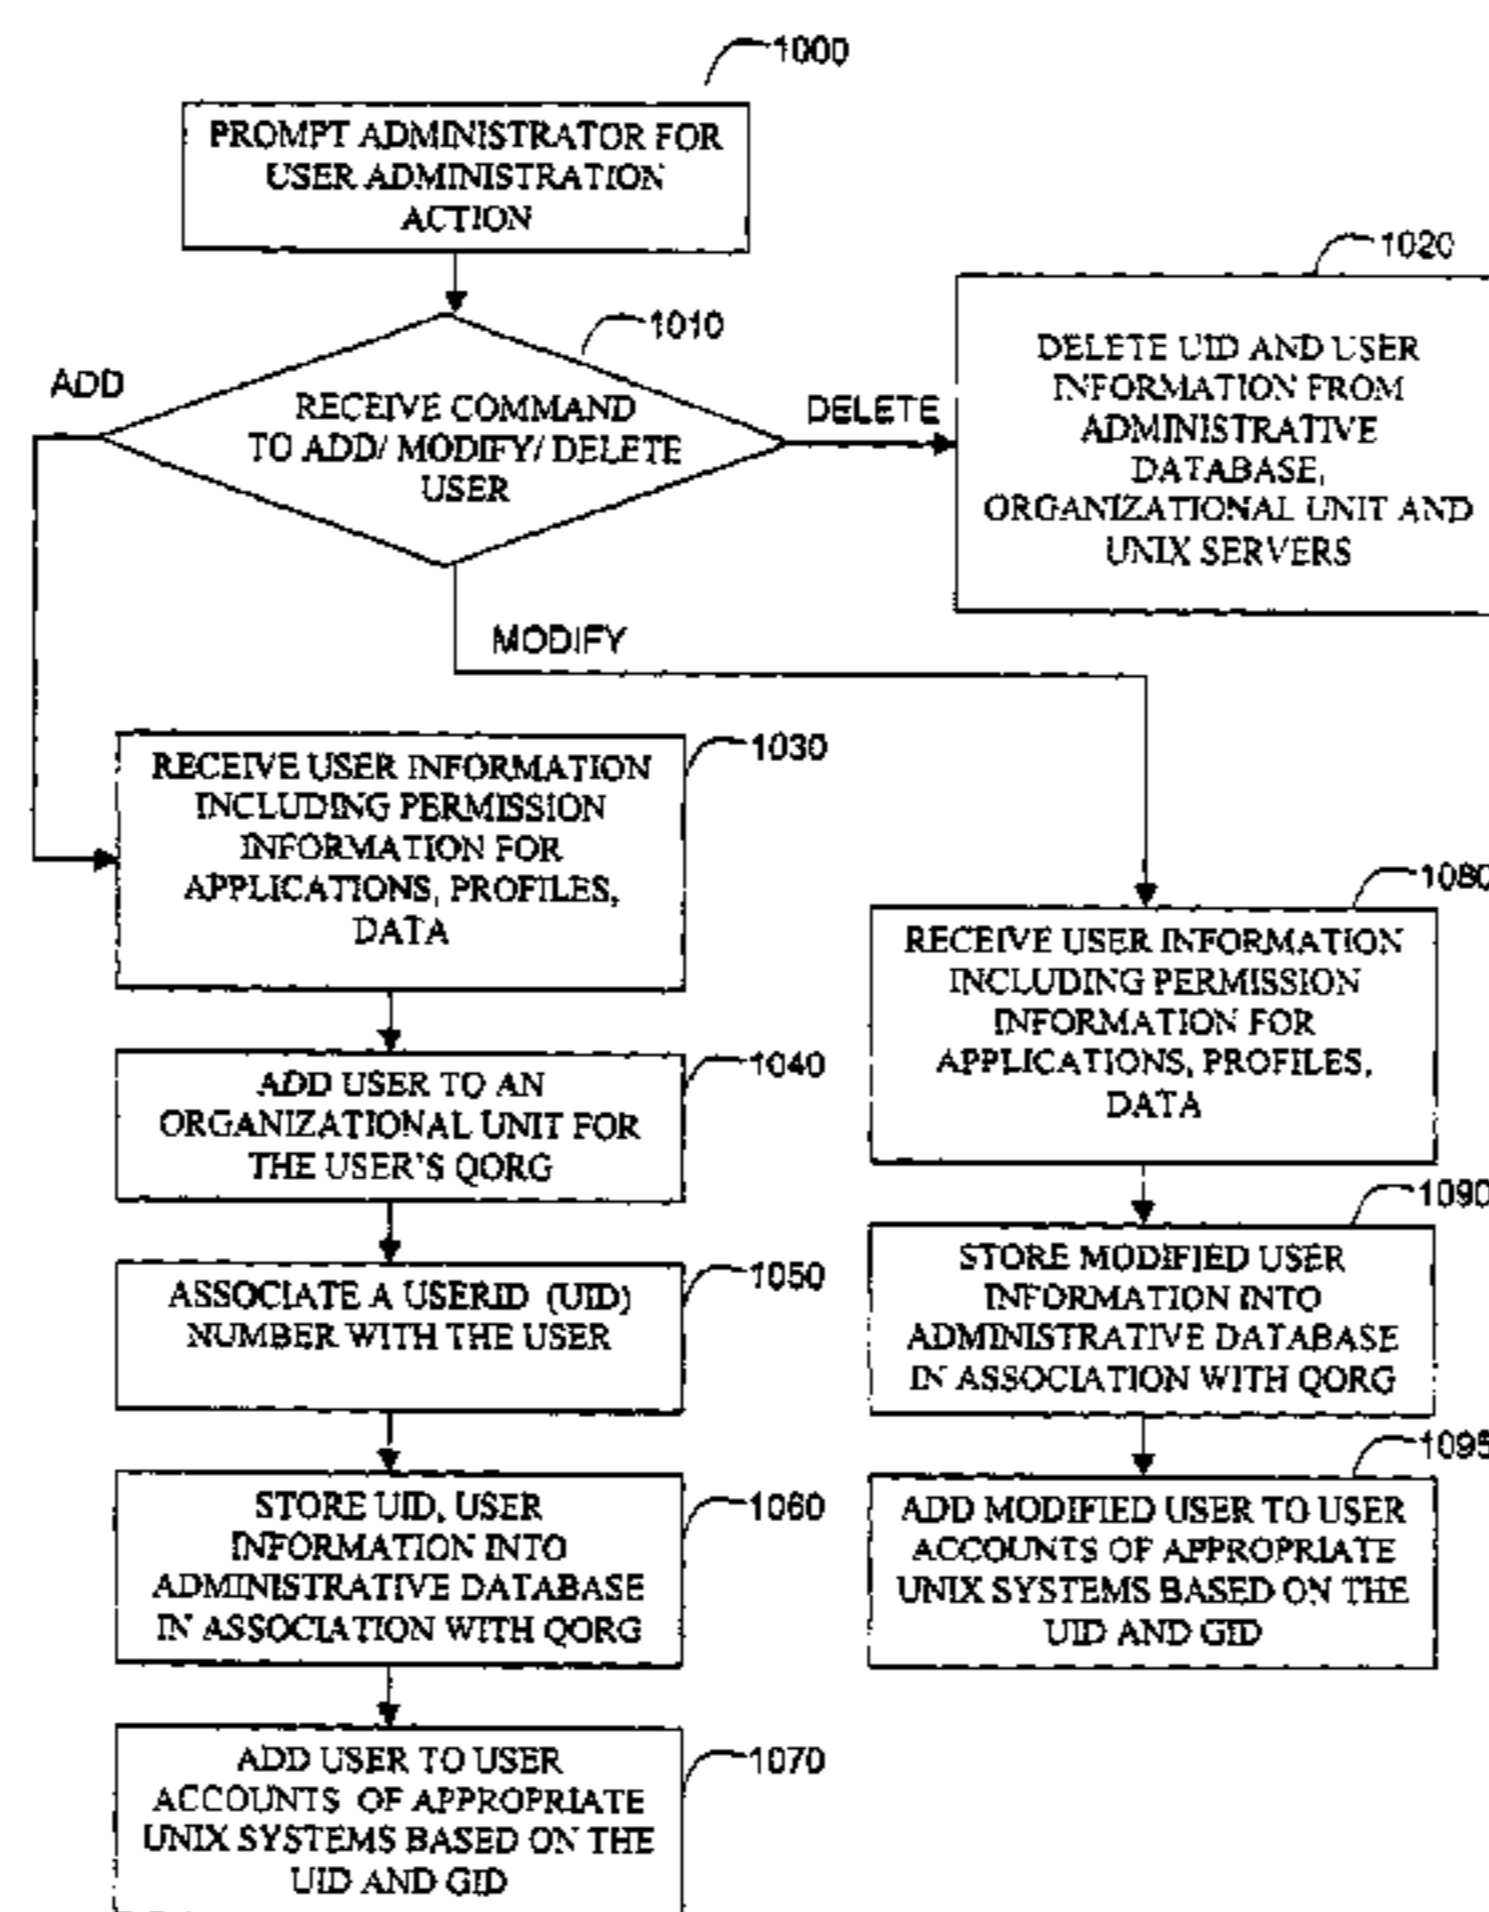 1000
PROMPT ADMINISTRATOR FOR
USER ADMINISTRATION
ACTION
1010
RECEIVE COMMAND
TO ADD/ MODIFY/ DELETE
USER
ADD
DELETE
MODIFY
1020
DELETE UID AND USER
INFORMATION FROM
ADMINISTRATIVE
DATABASE,
ORGANIZATIONAL UNIT AND
UNIX SERVERS
1030
RECEIVE USER INFORMATION
INCLUDING PERMISSION
INFORMATION FOR
APPLICATIONS, PROFILES,
DATA
1040
ADD USER TO AN
ORGANIZATIONAL UNIT FOR
THE USER'S QORG
1050
ASSOCIATE A USERID (UID)
NUMBER WITH THE USER
1060
STORE UID, USER
INFORMATION INTO
ADMINISTRATIVE DATABASE
IN ASSOCIATION WITH QORG
1070
ADD USER TO USER
ACCOUNTS OF APPROPRIATE
UNIX SYSTEMS BASED ON THE
UID AND GID
1080
RECEIVE USER INFORMATION
INCLUDING PERMISSION
INFORMATION FOR
APPLICATIONS, PROFILES,
DATA
1090
STORE MODIFIED USER
INFORMATION INTO
ADMINISTRATIVE DATABASE
IN ASSOCIATION WITH QORG
1095
ADD MODIFIED USER TO USER
ACCOUNTS OF APPROPRIATE
UNIX SYSTEMS BASED ON THE
UID AND GID